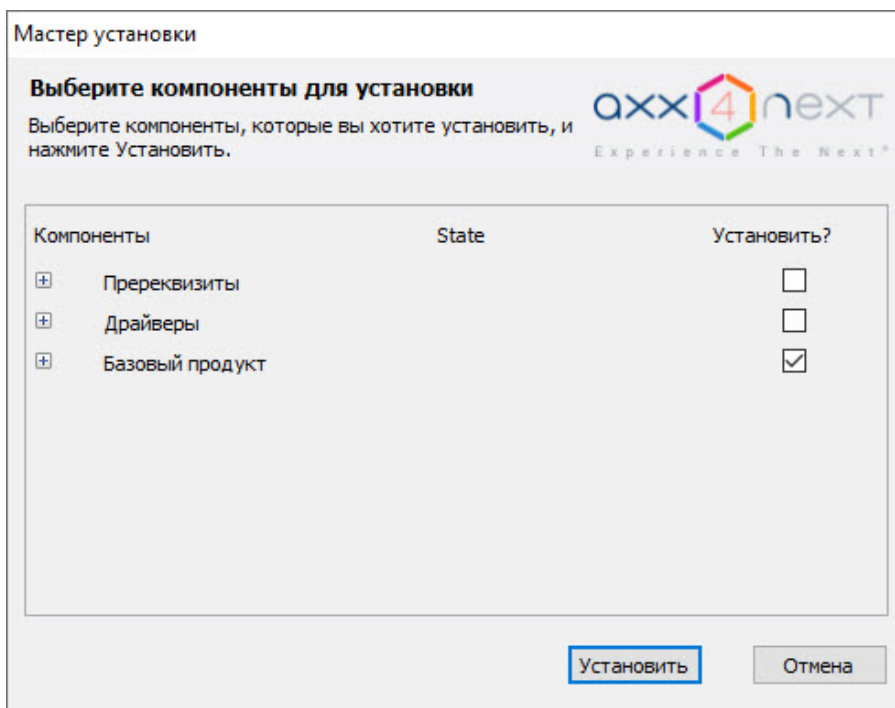 Мастер установки
Выберите компоненты для установки
Выберите компоненты, которые вы хотите установить, и
нажмите Установить.
axx4next
Experience The Next®
Компоненты State Установить?
Пререквизиты
Драйверы
Базовый продукт
Установить Отмена